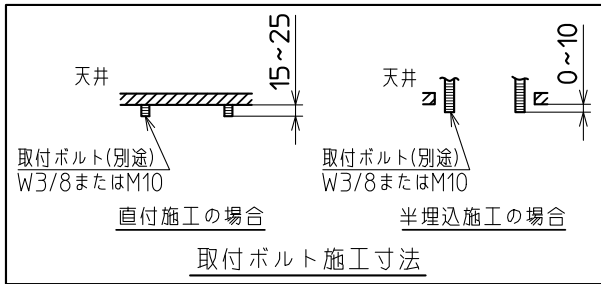 天井
15~25
取付ボルト(別途)
W3/8またはM10
直付施工の場合
天井
0~10
取付ボルト(別途)
W3/8またはM10
半埋込施工の場合
取付ボルト施工寸法